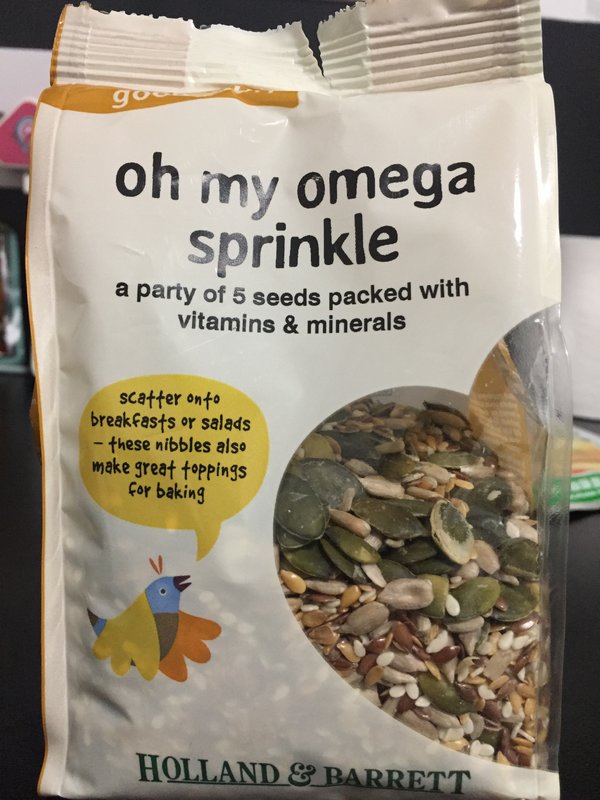 oh my omega
sprinkle
a party of 5 seeds packed with
vitamins & minerals
scatter onto
breakfasts or salads
– these nibbles also
make great toppings
for baking
HOLLAND & BARRETT